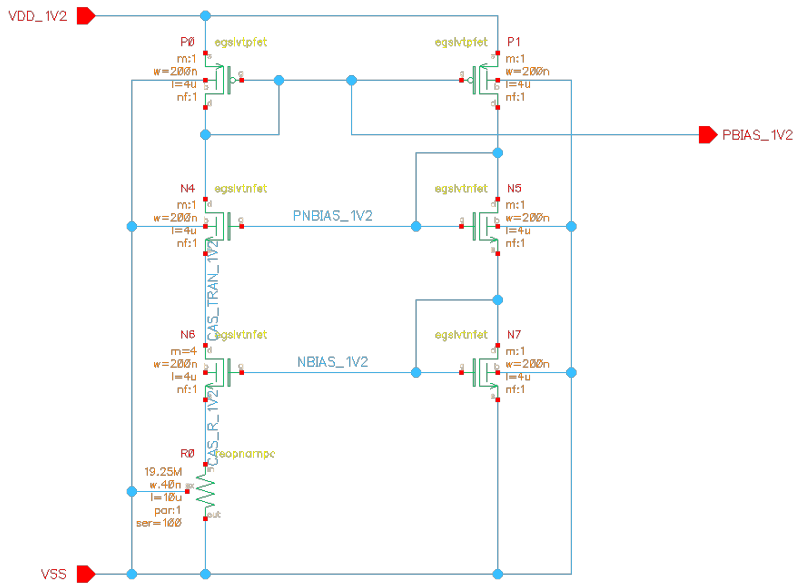 VDD_1V2
P0 egslvtpfet
m:1
w=200n
l=4u
nf:1
s
b
g
d
egslvtpfet P1
m:1
w=200n
l=4u
nf:1
s
g
b
d
PBIAS_1V2
N4 egslvtnfet
m:1
w=200n
l=4u
nf:1
d
b
g
PNBIAS_1V2
egslvtnfet N5
m:1
w=200n
l=4u
nf:1
d
g
b
s
CAS_TRAN_1V2
N6 egslvtnfet
m=4
w=200n
l=4u
nf:1
d
b
g
NBIAS_1V2
egslvtnfet N7
m:1
w=200n
l=4u
nf:1
d
g
b
s
CAS_R_1V2
R0
19.25M
w.40n
l=10u
par:1
ser=100
sx
out
VSS